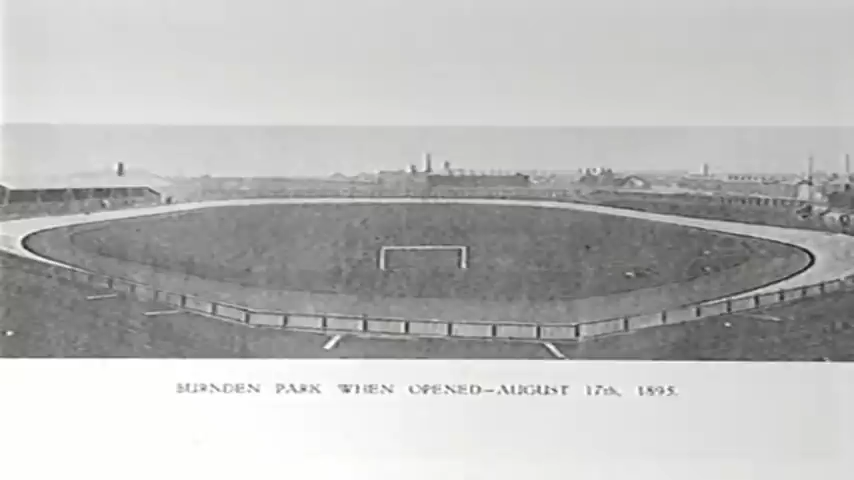 BURNDEN PARK WHEN OPENED—AUGUST 17th, 1895.